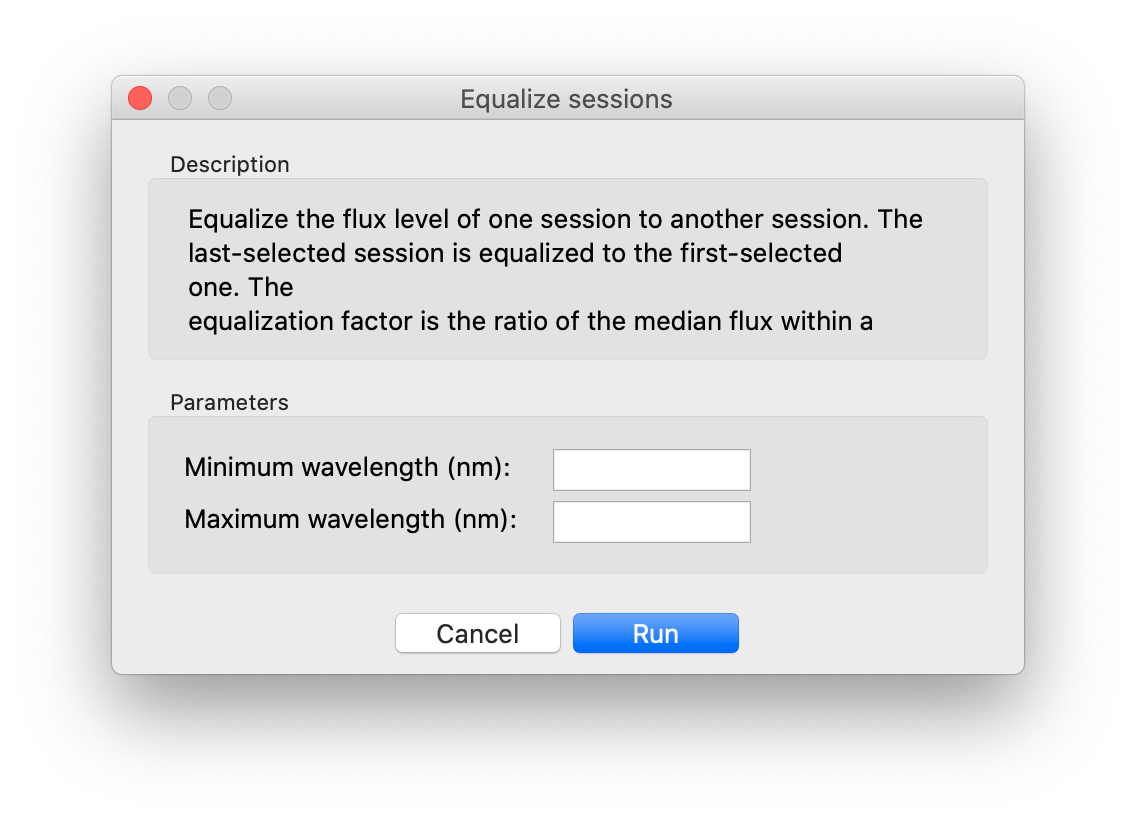 Equalize sessions
Description
Equalize the flux level of one session to another session. The
last-selected session is equalized to the first-selected
one. The
equalization factor is the ratio of the median flux within a
Parameters
Minimum wavelength (nm):
Maximum wavelength (nm):
Cancel
Run